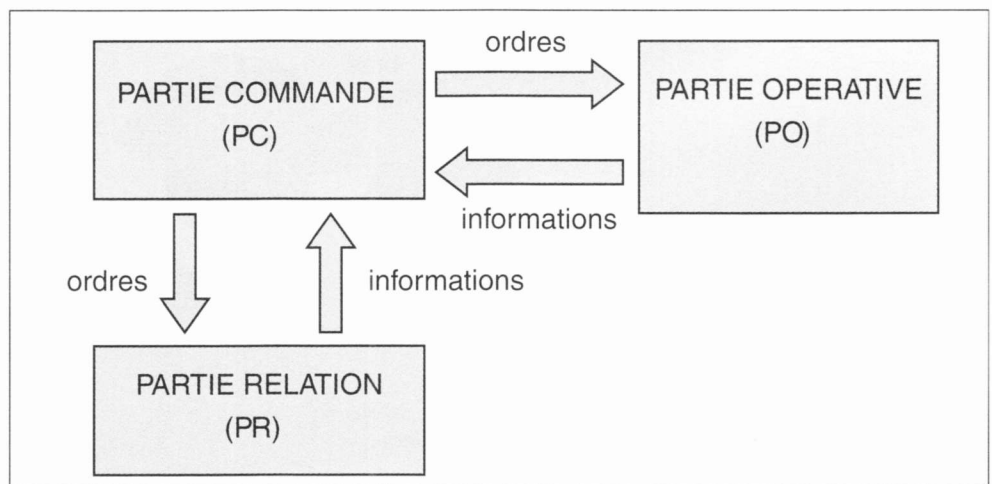 ordres
PARTIE COMMANDE
(PC)
PARTIE OPERATIVE
(PO)
informations
ordres
informations
PARTIE RELATION
(PR)